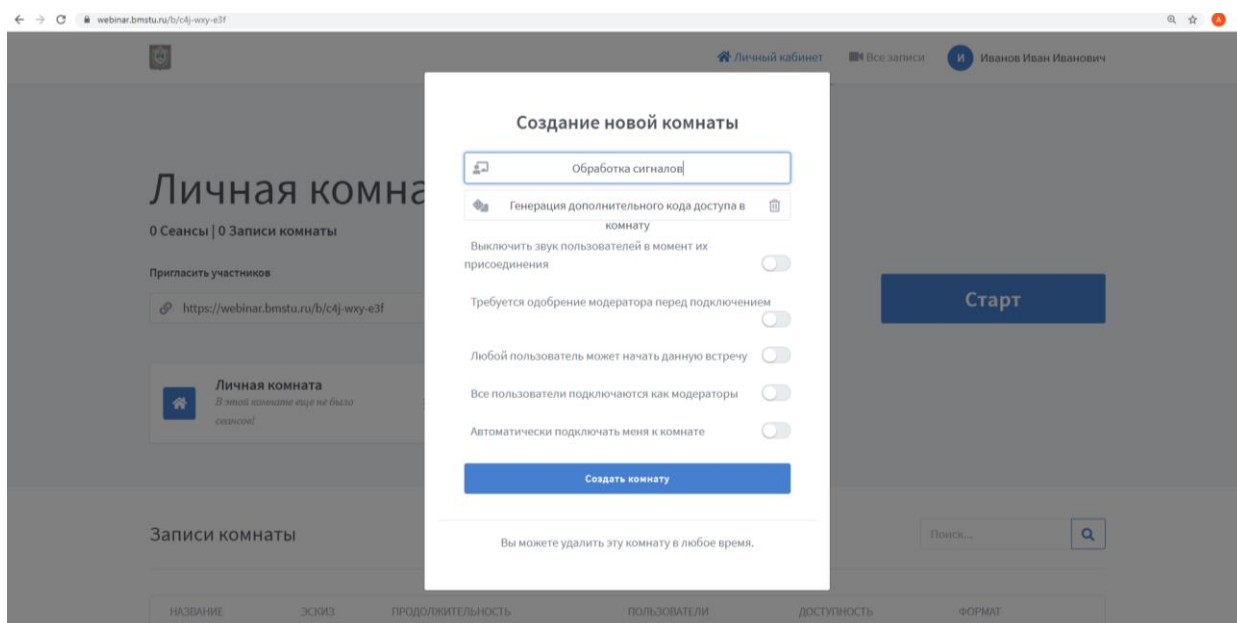 webinar.bmstu.ru/b/c4j-wxy-e3f
А
Личный кабинет
Все записи
И
Иванов Иван Иванович
Создание новой комнаты
Обработка сигналов
Генерация дополнительного кода доступа в
комнату
Выключить звук пользователей в момент их
присоединения
Требуется одобрение модератора перед подключением
Любой пользователь может начать данную встречу
Все пользователи подключаются как модераторы
Автоматически подключать меня к комнате
Создать комнату
Вы можете удалить эту комнату в любое время.
Личная комна
0 Сеансы | 0 Записи комнаты
Пригласить участников
https://webinar.bmstu.ru/b/c4j-wxy-e3f
Старт
Личная комната
В этой комнате еще не было
сеансов!
Записи комнаты
Поиск...
НАЗВАНИЕ ЭСКИЗ ПРОДОЛЖИТЕЛЬНОСТЬ ПОЛЬЗОВАТЕЛИ ДОСТУПНОСТЬ ФОРМАТ